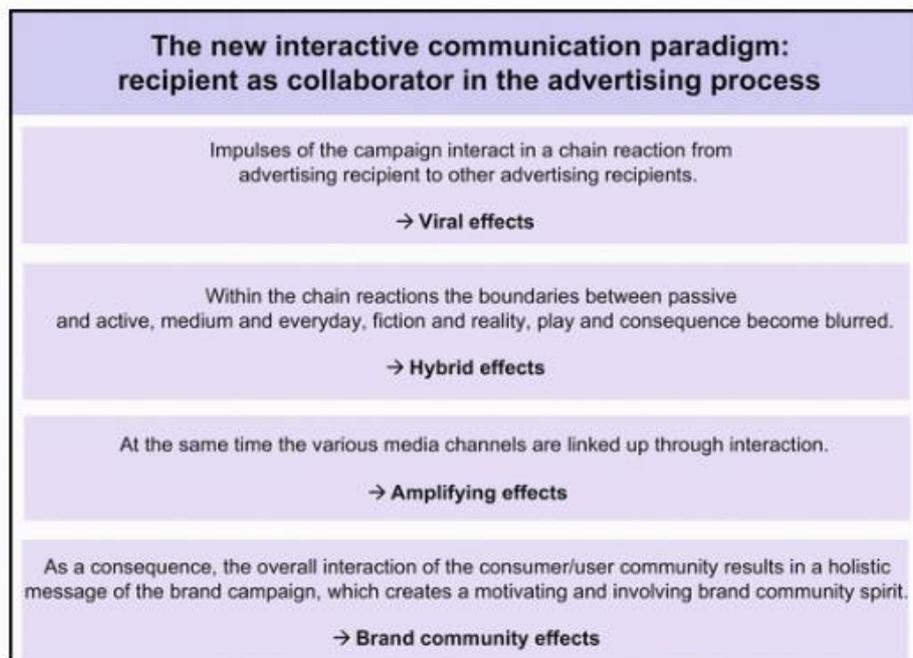 The new interactive communication paradigm:
recipient as collaborator in the advertising process
Impulses of the campaign interact in a chain reaction from
advertising recipient to other advertising recipients.
→ Viral effects
Within the chain reactions the boundaries between passive
and active, medium and everyday, fiction and reality, play and consequence become blurred.
→ Hybrid effects
At the same time the various media channels are linked up through interaction.
→ Amplifying effects
As a consequence, the overall interaction of the consumer/user community results in a holistic
message of the brand campaign, which creates a motivating and involving brand community spirit.
→ Brand community effects